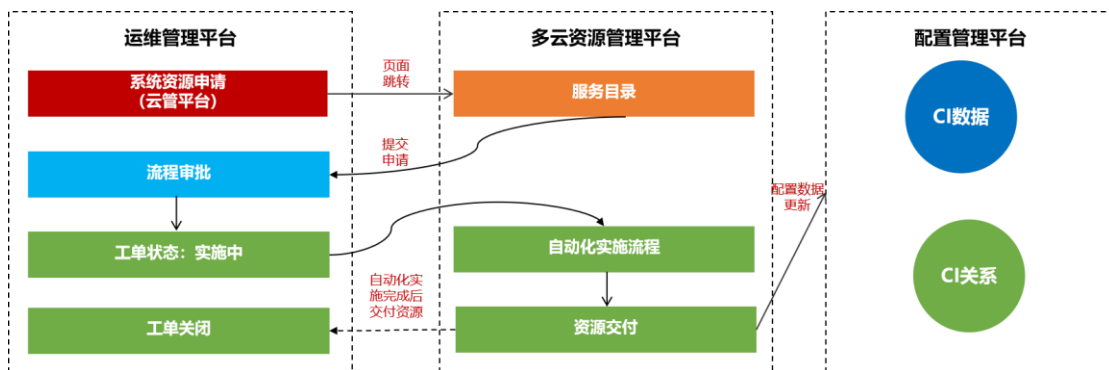 运维管理平台
多云资源管理平台
配置管理平台
系统资源申请
（云管平台）
页面
跳转
服务目录
CI数据
提交
申请
流程审批
配置数据
更新
工单状态：实施中
自动化实施流程
CI关系
自动化实
施完成后
交付资源
工单关闭
资源交付